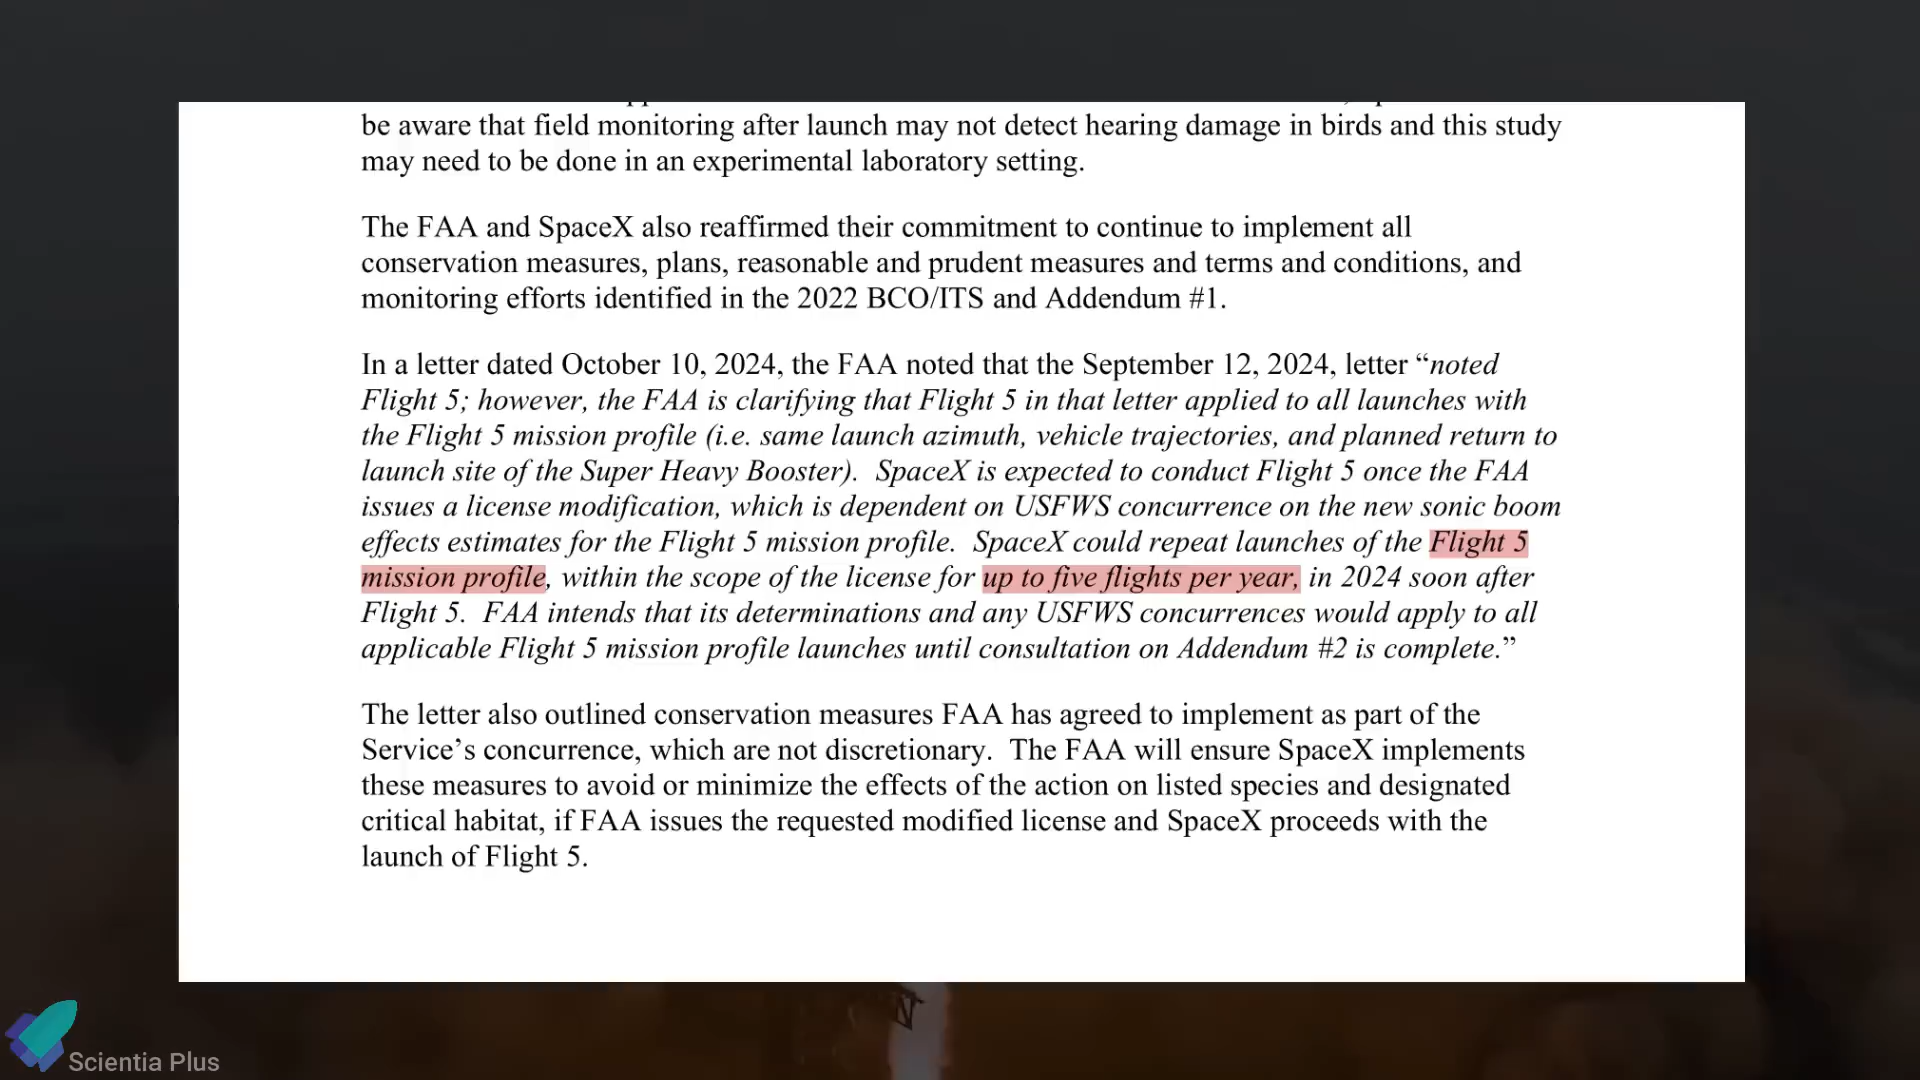 be aware that field monitoring after launch may not detect hearing damage in birds and this study
may need to be done in an experimental laboratory setting.
The FAA and SpaceX also reaffirmed their commitment to continue to implement all
conservation measures, plans, reasonable and prudent measures and terms and conditions, and
monitoring efforts identified in the 2022 BCO/ITS and Addendum #1.
In a letter dated October 10, 2024, the FAA noted that the September 12, 2024, letter “noted
Flight 5; however, the FAA is clarifying that Flight 5 in that letter applied to all launches with
the Flight 5 mission profile (i.e. same launch azimuth, vehicle trajectories, and planned return to
launch site of the Super Heavy Booster).  SpaceX is expected to conduct Flight 5 once the FAA
issues a license modification, which is dependent on USFWS concurrence on the new sonic boom
effects estimates for the Flight 5 mission profile.  SpaceX could repeat launches of the Flight 5
mission profile, within the scope of the license for up to five flights per year, in 2024 soon after
Flight 5.  FAA intends that its determinations and any USFWS concurrences would apply to all
applicable Flight 5 mission profile launches until consultation on Addendum #2 is complete.”
The letter also outlined conservation measures FAA has agreed to implement as part of the
Service’s concurrence, which are not discretionary.  The FAA will ensure SpaceX implements
these measures to avoid or minimize the effects of the action on listed species and designated
critical habitat, if FAA issues the requested modified license and SpaceX proceeds with the
launch of Flight 5.
Scientia Plus